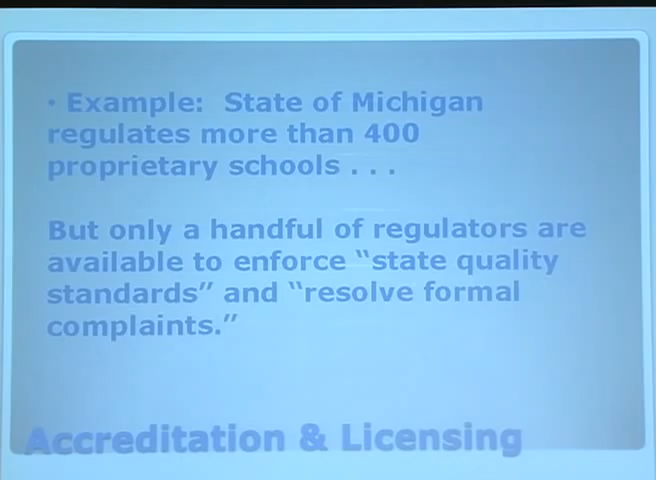 • Example: State of Michigan
regulates more than 400
proprietary schools . . .
But only a handful of regulators are
available to enforce “state quality
standards” and “resolve formal
complaints.”
Accreditation & Licensing